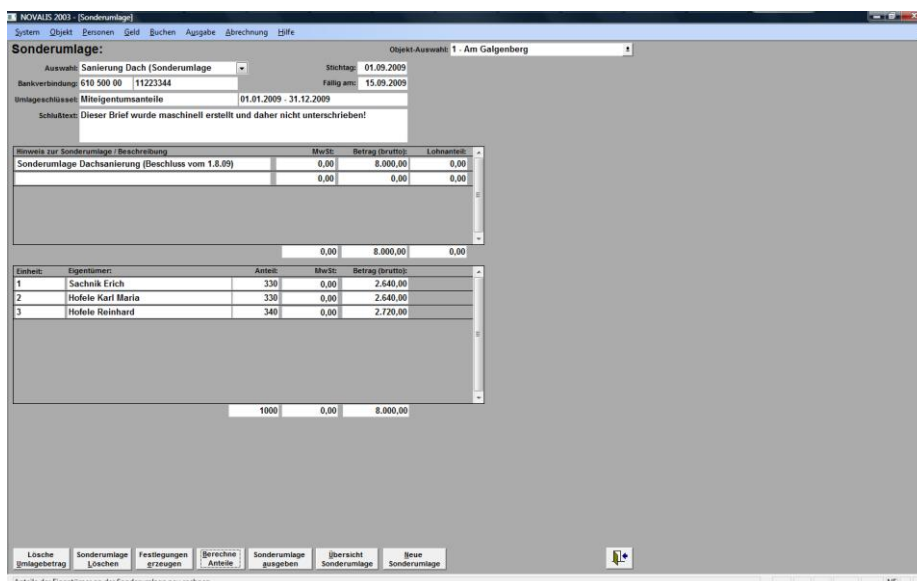 NOVALIS 2003 - [Sonderumlage]
System Objekt Personen Geld Buchen Ausgabe Abrechnung Hilfe
Sonderumlage:
Objekt-Auswahl: 1 - Am Galgenberg
Auswahl: Sanierung Dach (Sonderumlage
Stichtag: 01.09.2009
Bankverbindung: 610 500 00 11223344
Fällig am: 15.09.2009
Umlageschlüssel: Miteigentumsanteile 01.01.2009 - 31.12.2009
Schlußtext: Dieser Brief wurde maschinell erstellt und daher nicht unterschrieben!
Hinweis zur Sonderumlage / Beschreibung MwSt: Betrag (brutto): Lohnanteil:
Sonderumlage Dachsanierung (Beschluss vom 1.8.09) 0,00 8.000,00 0,00
0,00 0,00 0,00
0,00 8.000,00 0,00
Einheit: Eigentümer: Anteil: MwSt: Betrag (brutto):
1 Sachnik Erich 330 0,00 2.640,00
2 Hofele Karl Maria 330 0,00 2.640,00
3 Hofele Reinhard 340 0,00 2.720,00
1000 0,00 8.000,00
Lösche Umlagebetrag
Sonderumlage Löschen
Festlegungen erzeugen
Berechne Anteile
Sonderumlage ausgeben
Übersicht Sonderumlage
Neue Sonderumlage